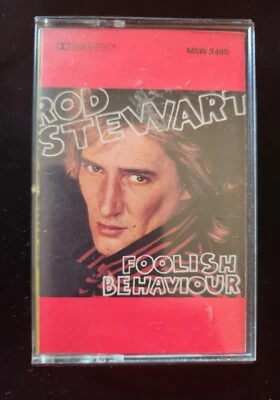 M5W 3485
ROD
STEWART
FOOLISH
BEHAVIOUR